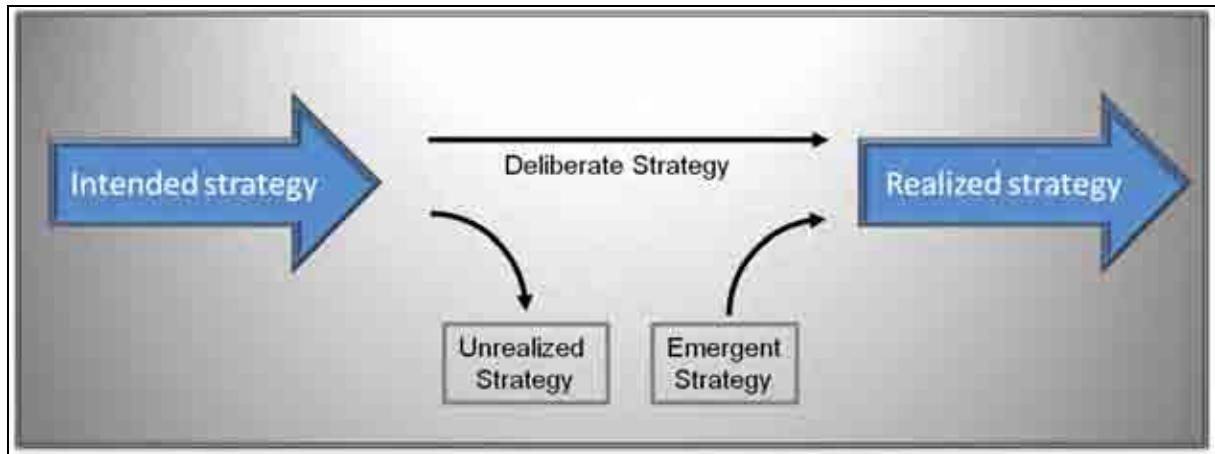 Intended strategy
Deliberate Strategy
Realized strategy
Unrealized
Strategy
Emergent
Strategy